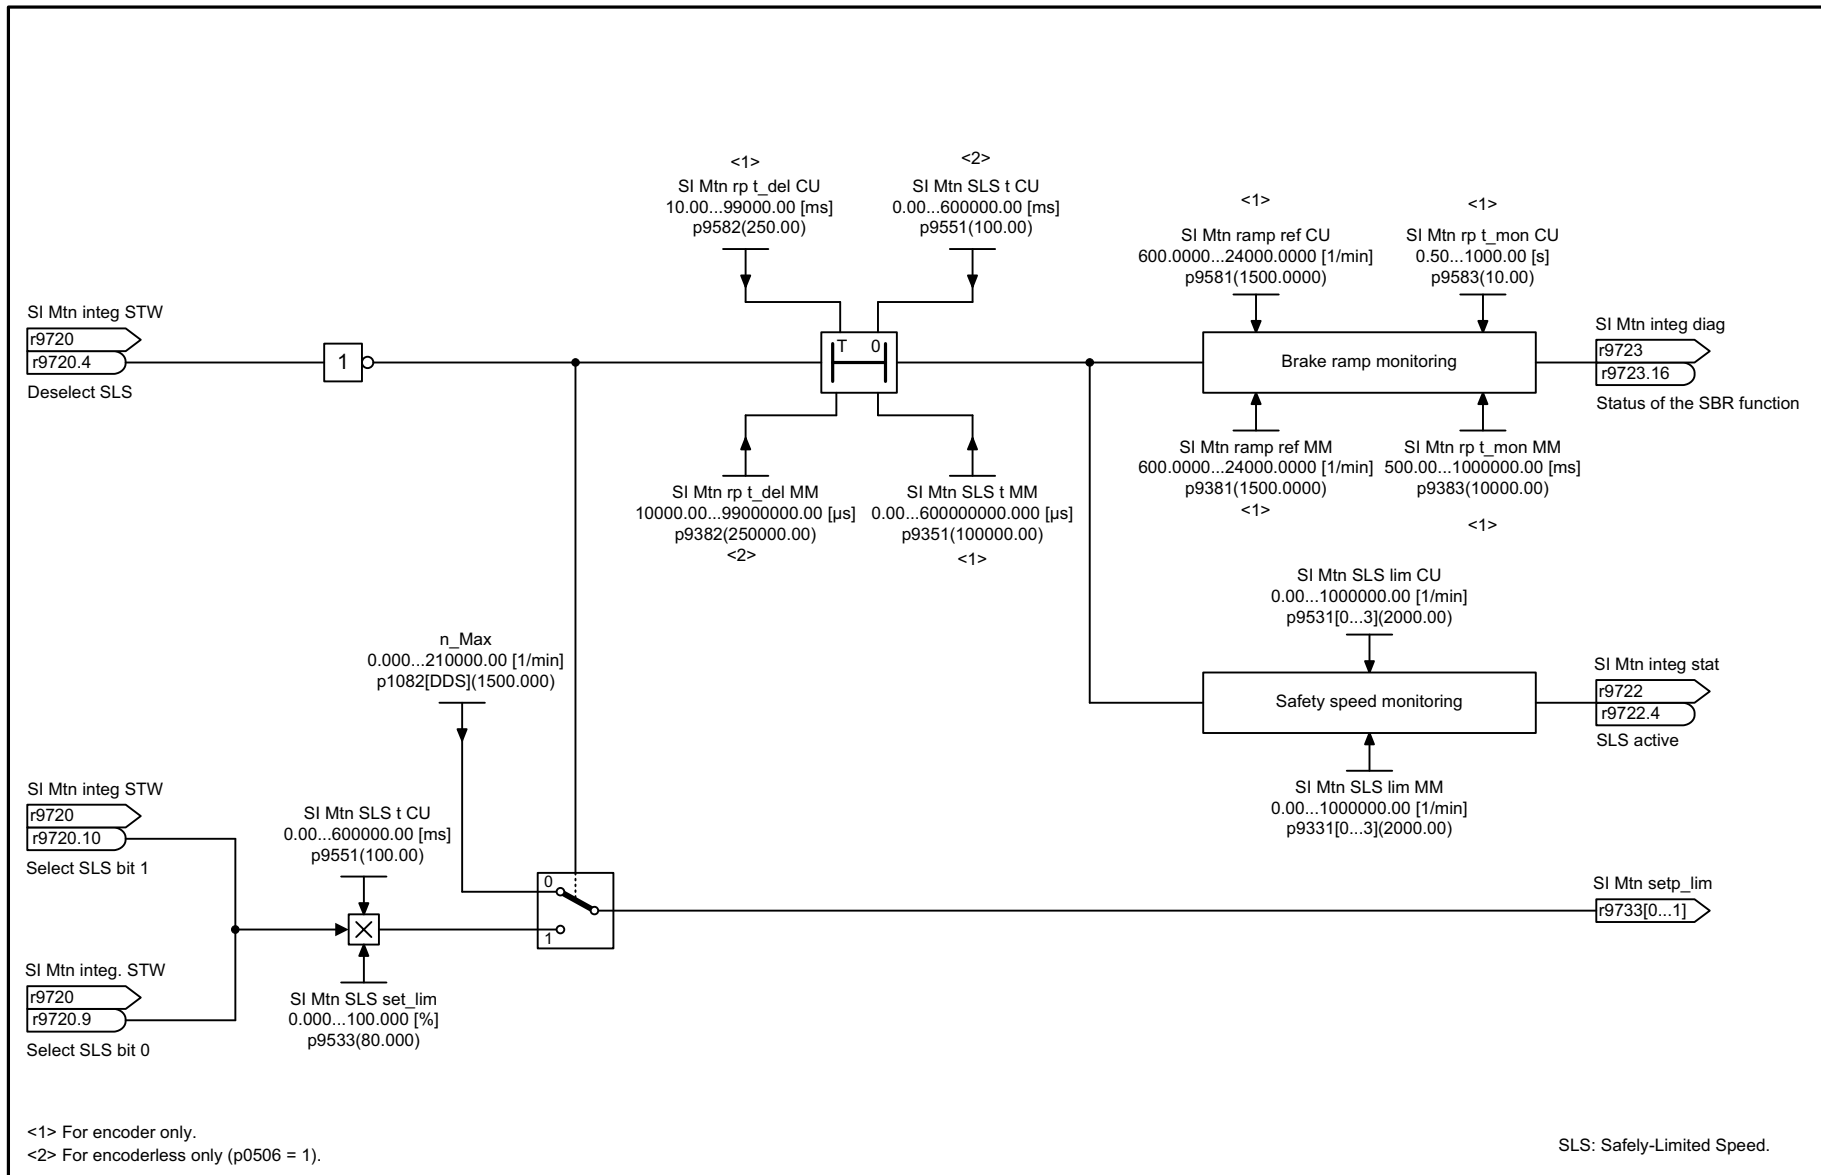 <1>
SI Mtn rp t_del CU
10.00...99000.00 [ms]
p9582(250.00)
<2>
SI Mtn SLS t CU
0.00...600000.00 [ms]
p9551(100.00)
<1>
SI Mtn ramp ref CU
600.0000...24000.0000 [1/min]
p9581(1500.0000)
<1>
SI Mtn rp t_mon CU
0.50...1000.00 [s]
p9583(10.00)
SI Mtn integ STW
r9720
r9720.4
Deselect SLS
1
T 0
Brake ramp monitoring
SI Mtn integ diag
r9723
r9723.16
Status of the SBR function
SI Mtn rp t_del MM
10000.00...99000000.00 [µs]
p9382(250000.00)
<2>
SI Mtn SLS t MM
0.00...600000000.000 [µs]
p9351(100000.00)
<1>
SI Mtn ramp ref MM
600.0000...24000.0000 [1/min]
p9381(1500.0000)
<1>
SI Mtn rp t_mon MM
500.00...1000000.00 [ms]
p9383(10000.00)
<1>
SI Mtn SLS lim CU
0.00...1000000.00 [1/min]
p9531[0...3](2000.00)
n_Max
0.000...210000.00 [1/min]
p1082[DDS](1500.000)
Safety speed monitoring
SI Mtn integ stat
r9722
r9722.4
SLS active
SI Mtn SLS lim MM
0.00...1000000.00 [1/min]
p9331[0...3](2000.00)
SI Mtn integ STW
r9720
r9720.10
Select SLS bit 1
SI Mtn SLS t CU
0.00...600000.00 [ms]
p9551(100.00)
0
1
SI Mtn setp_lim
r9733[0...1]
SI Mtn integ. STW
r9720
r9720.9
Select SLS bit 0
SI Mtn SLS set_lim
0.000...100.000 [%]
p9533(80.000)
<1> For encoder only.
<2> For encoderless only (p0506 = 1).
SLS: Safely-Limited Speed.